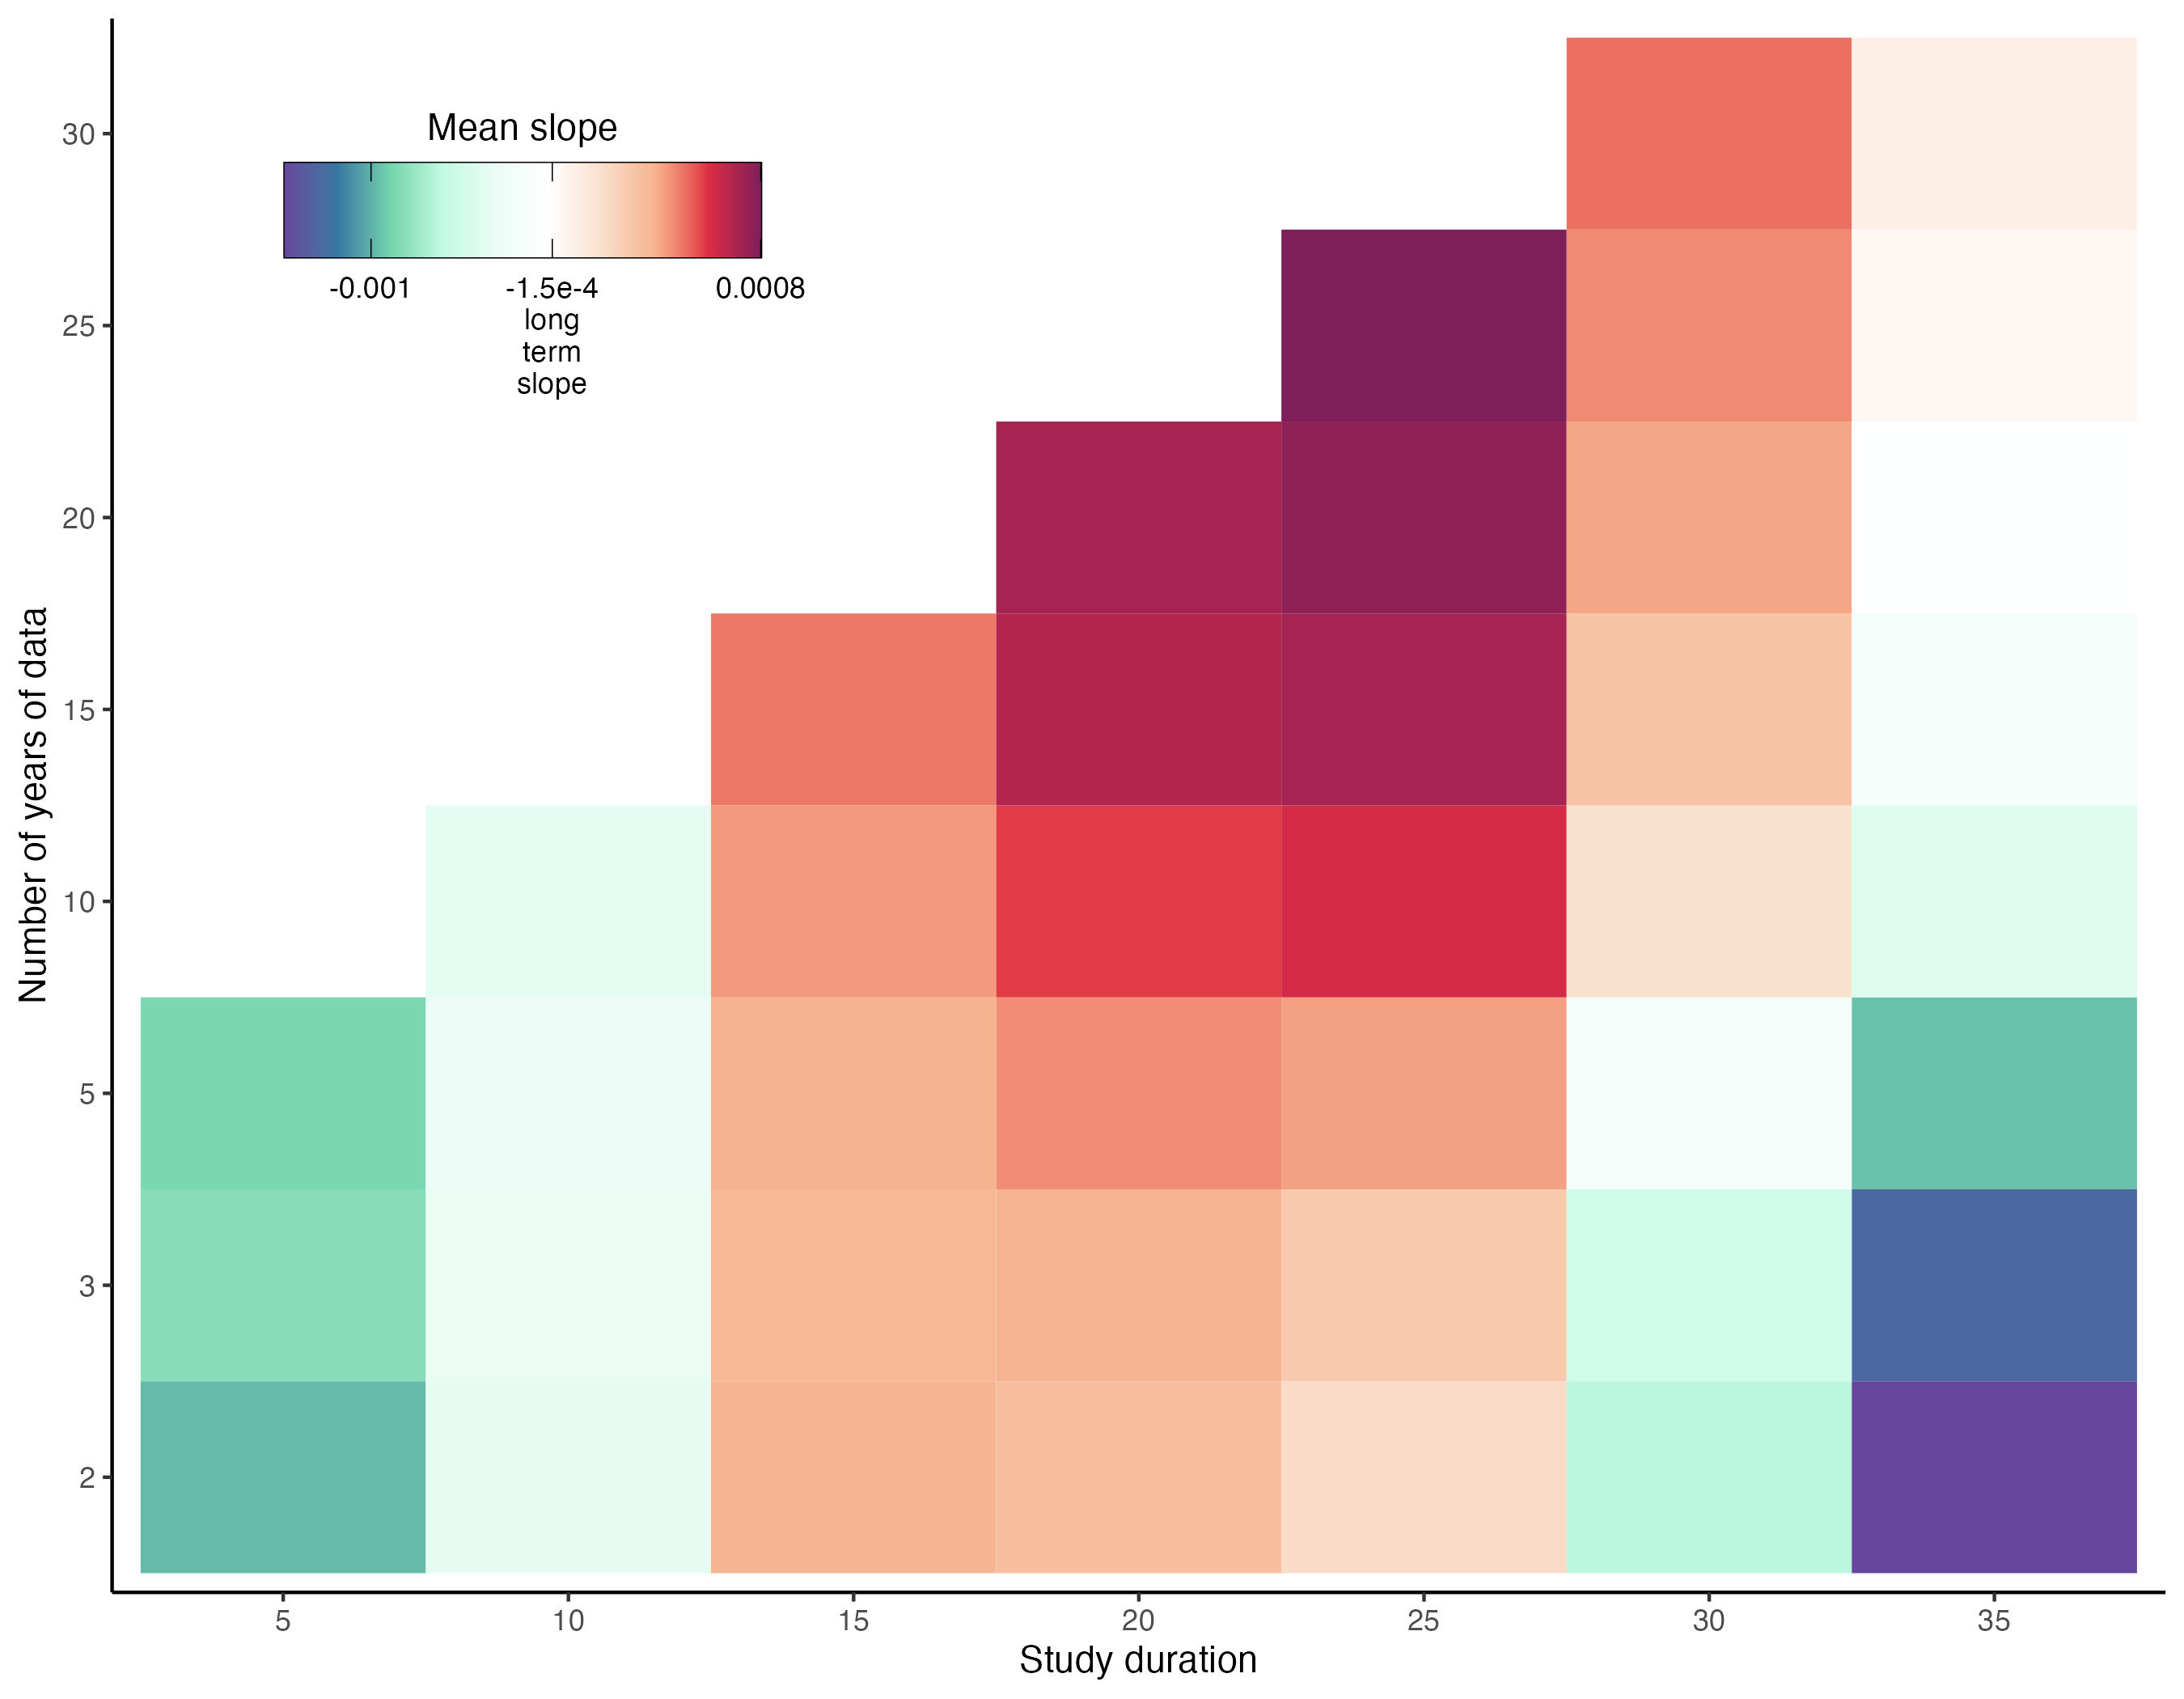 Mean slope
-0.001 -1.5e-4 0.0008
long
term
slope
Number of years of data
30
25
20
15
10
5
3
2
5 10 15 20 25 30 35
Study duration